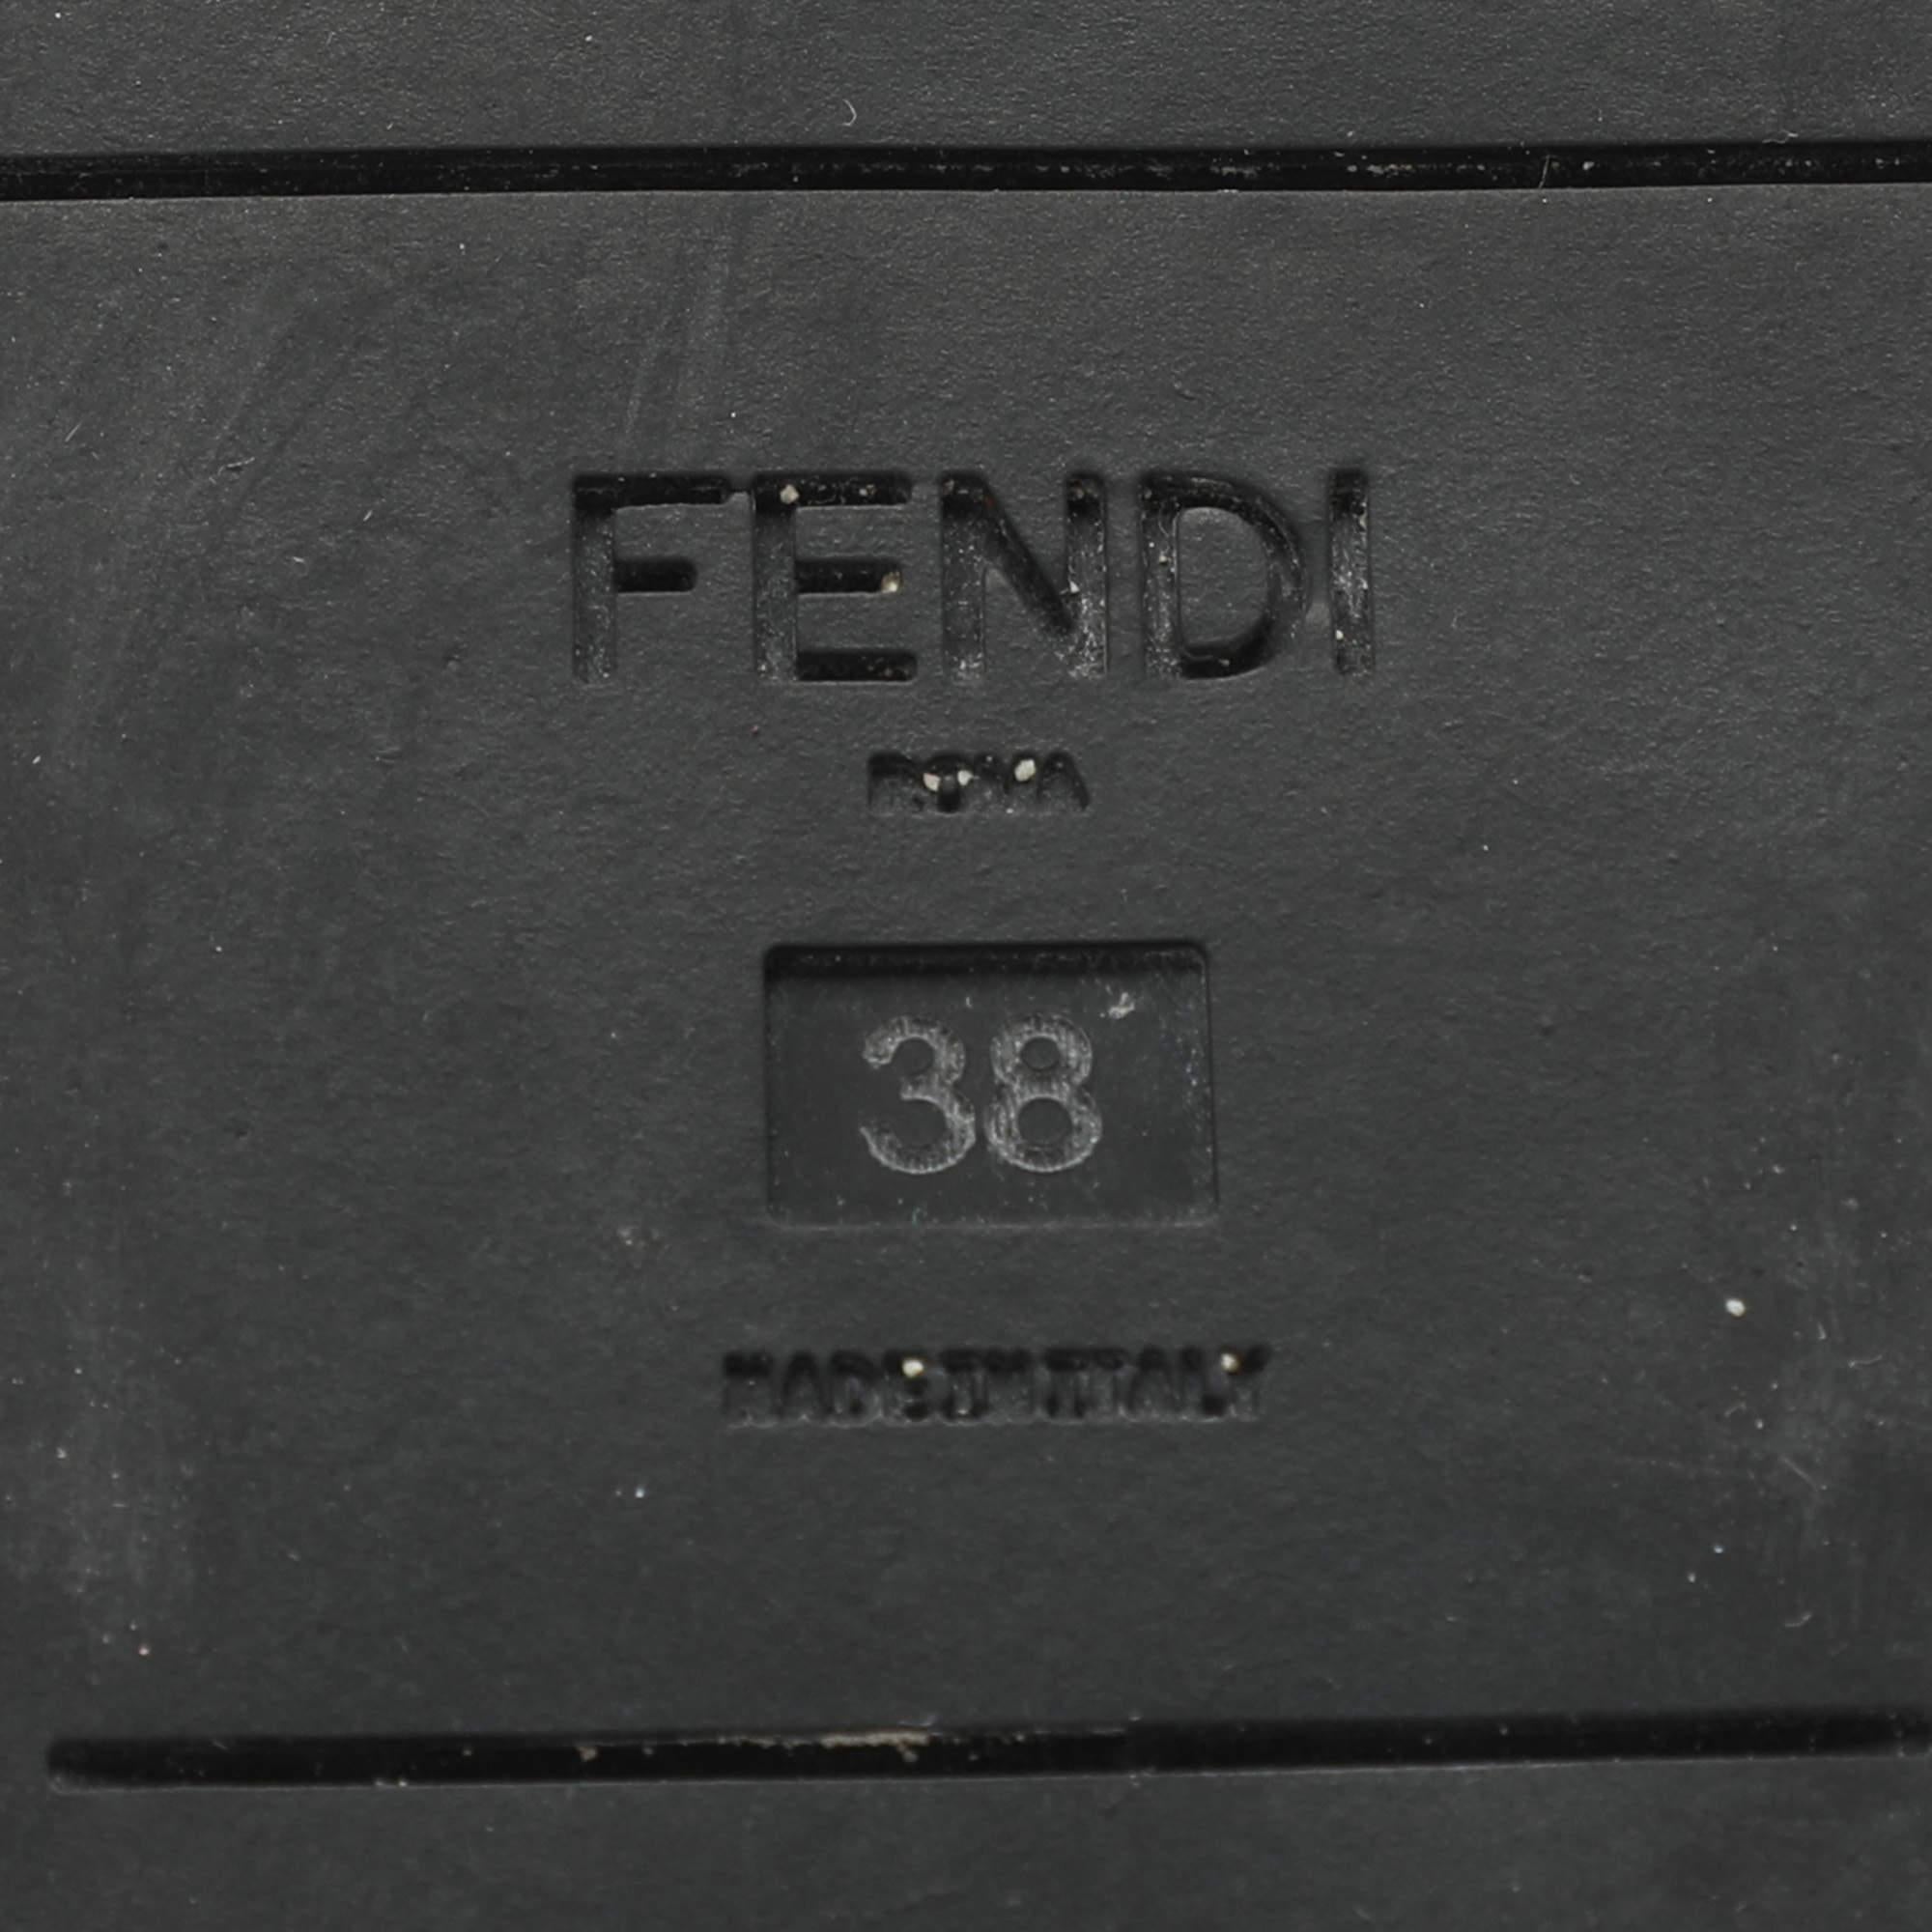 FENDI
ROMA
38
MADE IN ITALY